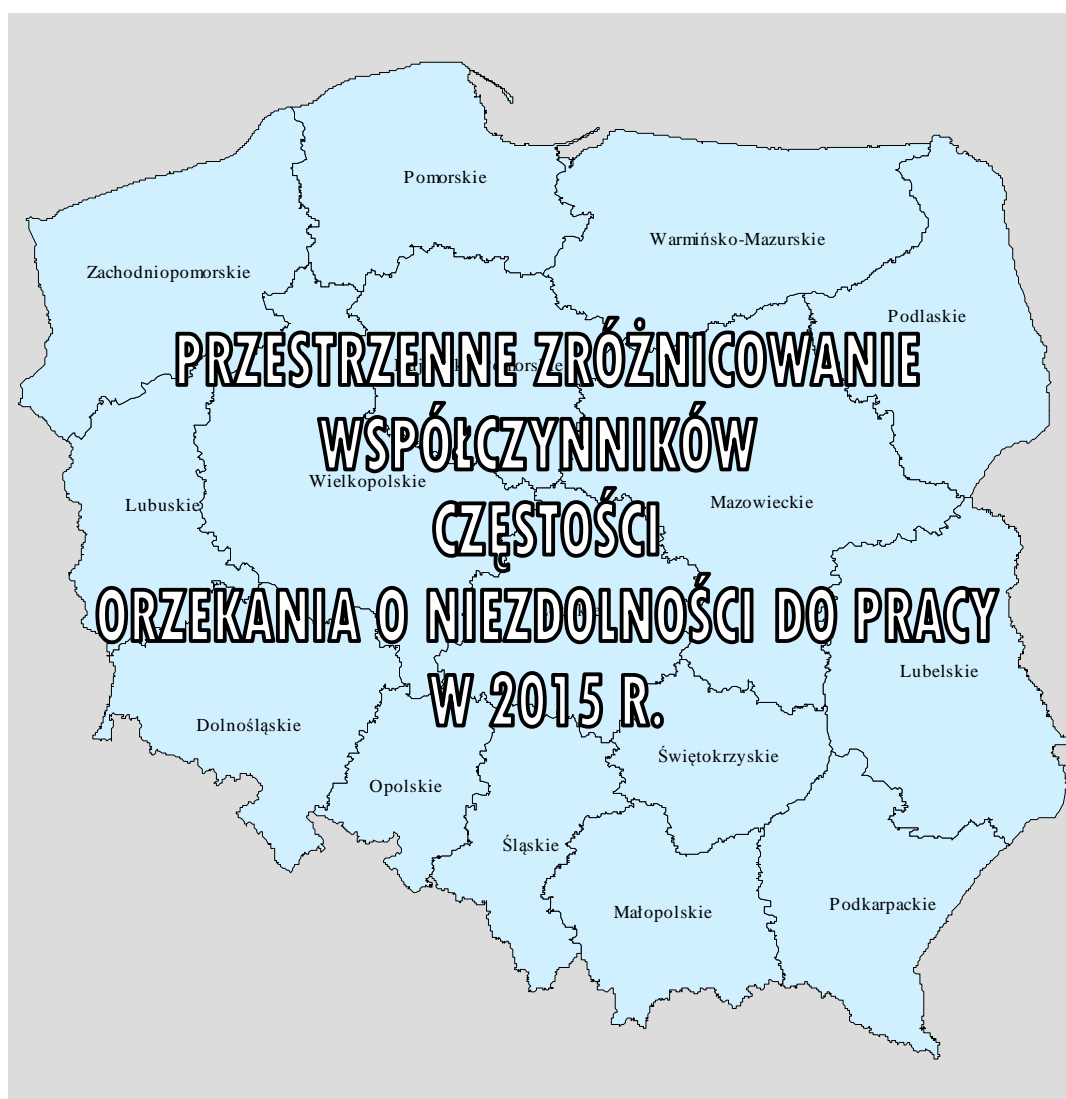 Pomorskie
Warmińsko-Mazurskie
Zachodniopomorskie
Podlaskie
PRZESTRZENNE ZRÓŻNICOWANIE
WSPÓŁCZYNNIKÓW
Wielkopolskie
Mazowieckie
Lubuskie
CZĘSTOŚCI
ORZEKANIA O NIEZDOLNOŚCI DO PRACY
Lubelskie
W 2015 R.
Dolnośląskie
Świętokrzyskie
Opolskie
Śląskie
Podkarpackie
Małopolskie